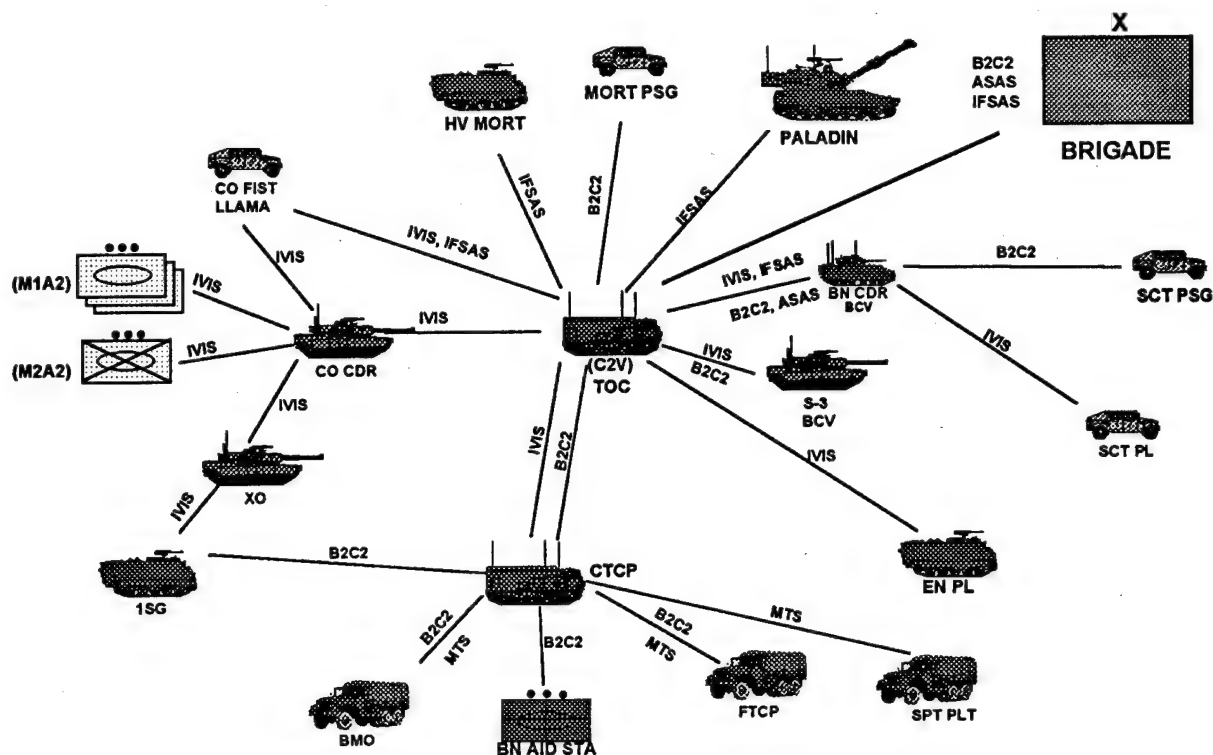 X
B2C2
ASAS
IFSAS
BRIGADE
HV MORT
MORT PSG
PALADIN
CO FIST
LLAMA
IFSAS
B2C2
IFSAS
IVIS, IFSAS
IVIS
(M1A2)
IVIS
(M2A2)
IVIS
CO CDR
IVIS
(C2V)
TOC
IVIS, IFSAS
B2C2, ASAS
BN CDR
BCV
B2C2
SCT PSG
IVIS
SCT PL
IVIS
B2C2
S-3
BCV
IVIS
EN PL
IVIS
XO
IVIS
1SG
IVIS
B2C2
B2C2
CTCP
B2C2
MTS
BMO
B2C2
BN AID STA
B2C2
MTS
FTCP
MTS
SPT PLT